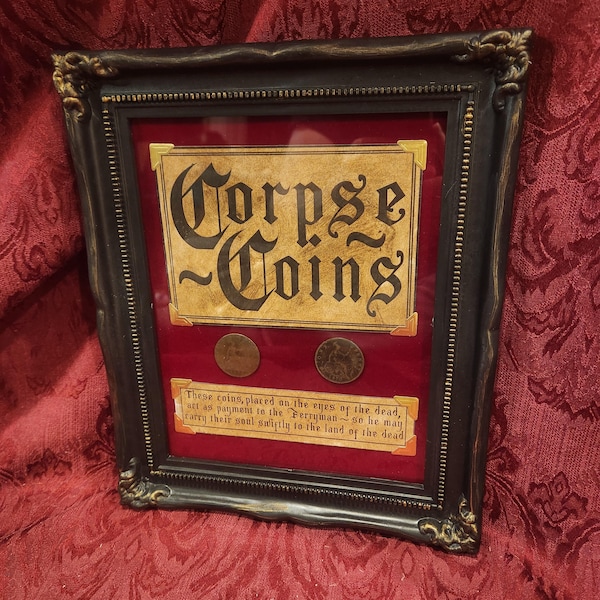 Corpse
~Coins~
These coins, placed on the eyes of the dead,
act as payment to the Ferryman~ so he may
carry their soul swiftly to the land of the dead